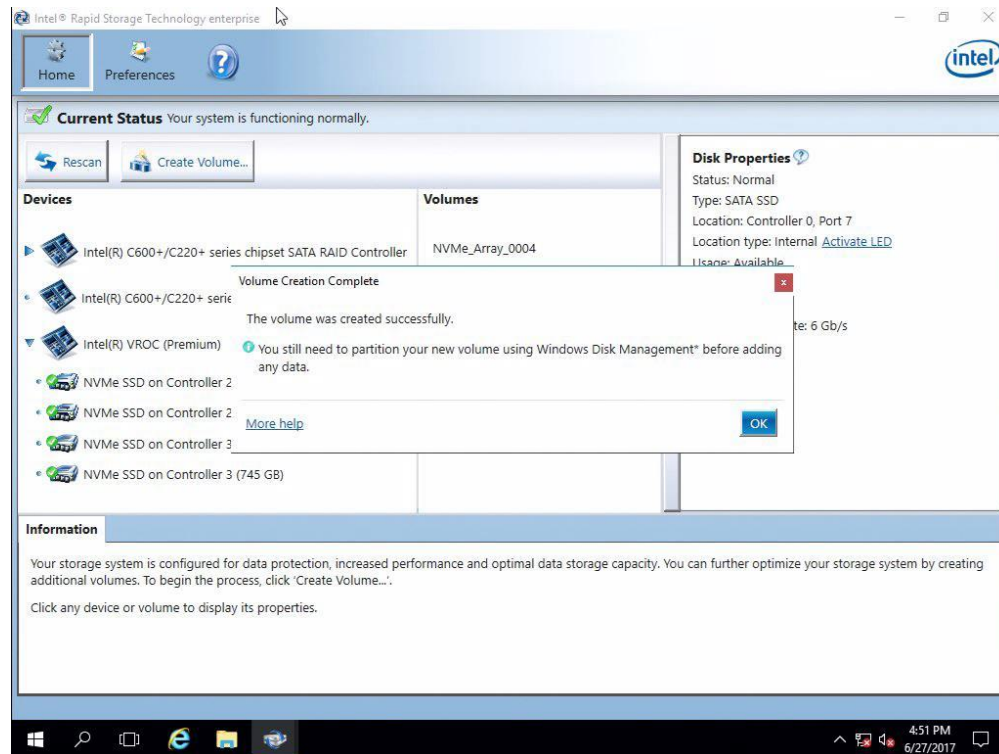 Intel® Rapid Storage Technology enterprise
Home
Preferences
intel
Current Status Your system is functioning normally.
Rescan
Create Volume...
Devices
Volumes
Intel(R) C600+/C220+ series chipset SATA RAID Controller
NVMe_Array_0004
Intel(R) C600+/C220+ serie
Intel(R) VROC (Premium)
NVMe SSD on Controller 2
NVMe SSD on Controller 2
NVMe SSD on Controller 3
NVMe SSD on Controller 3 (745 GB)
Disk Properties ?
Status: Normal
Type: SATA SSD
Location: Controller 0, Port 7
Location type: Internal Activate LED
Usage: Available
te: 6 Gb/s
Volume Creation Complete
x
The volume was created successfully.
You still need to partition your new volume using Windows Disk Management* before adding
any data.
More help
OK
Information
Your storage system is configured for data protection, increased performance and optimal data storage capacity. You can further optimize your storage system by creating
additional volumes. To begin the process, click 'Create Volume...'.
Click any device or volume to display its properties.
4:51 PM
6/27/2017